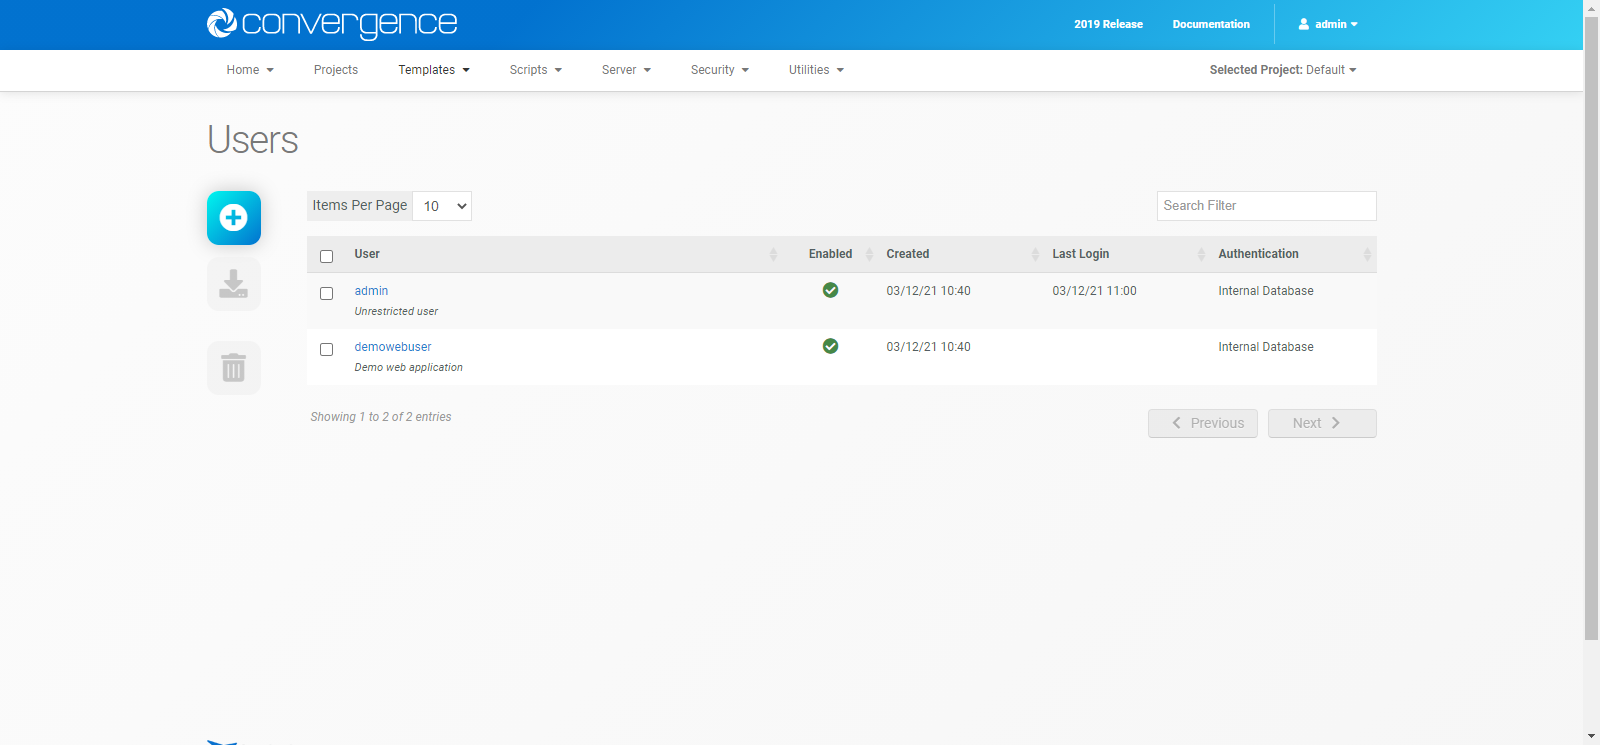 convergence
2019 Release Documentation admin
Home Projects Templates Scripts Server Security Utilities Selected Project: Default
Users
Items Per Page 10 Search Filter
User Enabled Created Last Login Authentication
admin 03/12/21 10:40 03/12/21 11:00 Internal Database
Unrestricted user
demowebuser 03/12/21 10:40 Internal Database
Demo web application
Showing 1 to 2 of 2 entries
Previous Next